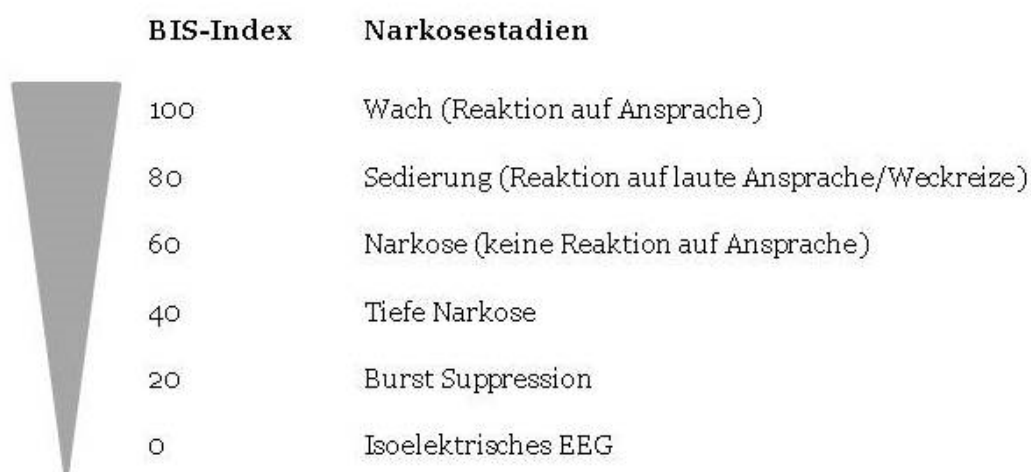 BIS-Index Narkosestadien
100 Wach (Reaktion auf Ansprache)
80 Sedierung (Reaktion auf laute Ansprache/Weckreize)
60 Narkose (keine Reaktion auf Ansprache)
40 Tiefe Narkose
20 Burst Suppression
0 Isoelektrisches EEG